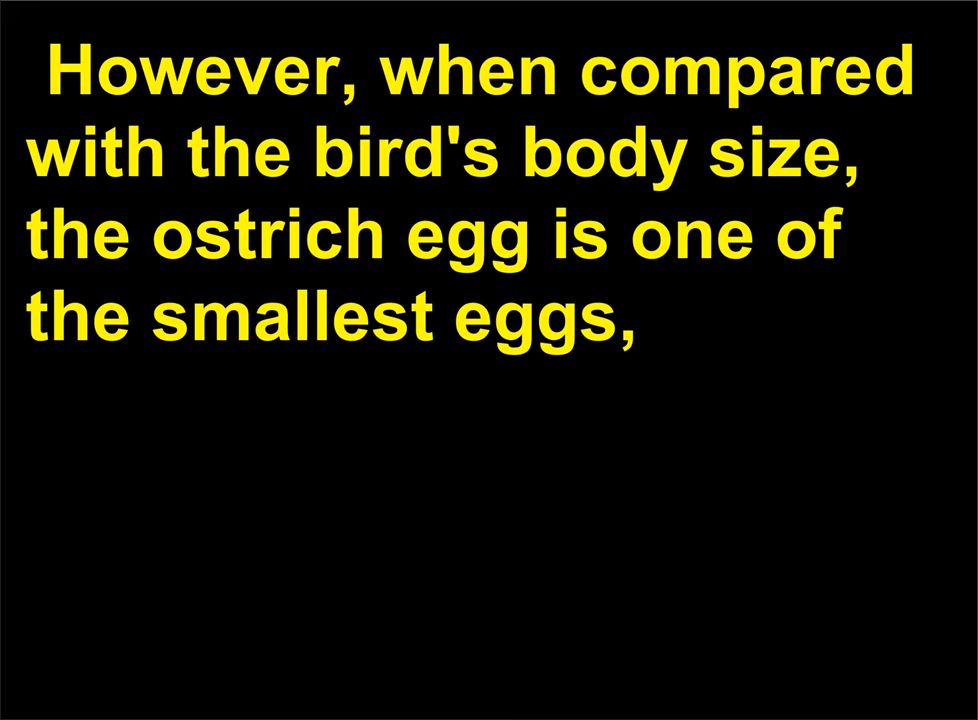 However, when compared
with the bird's body size,
the ostrich egg is one of
the smallest eggs,